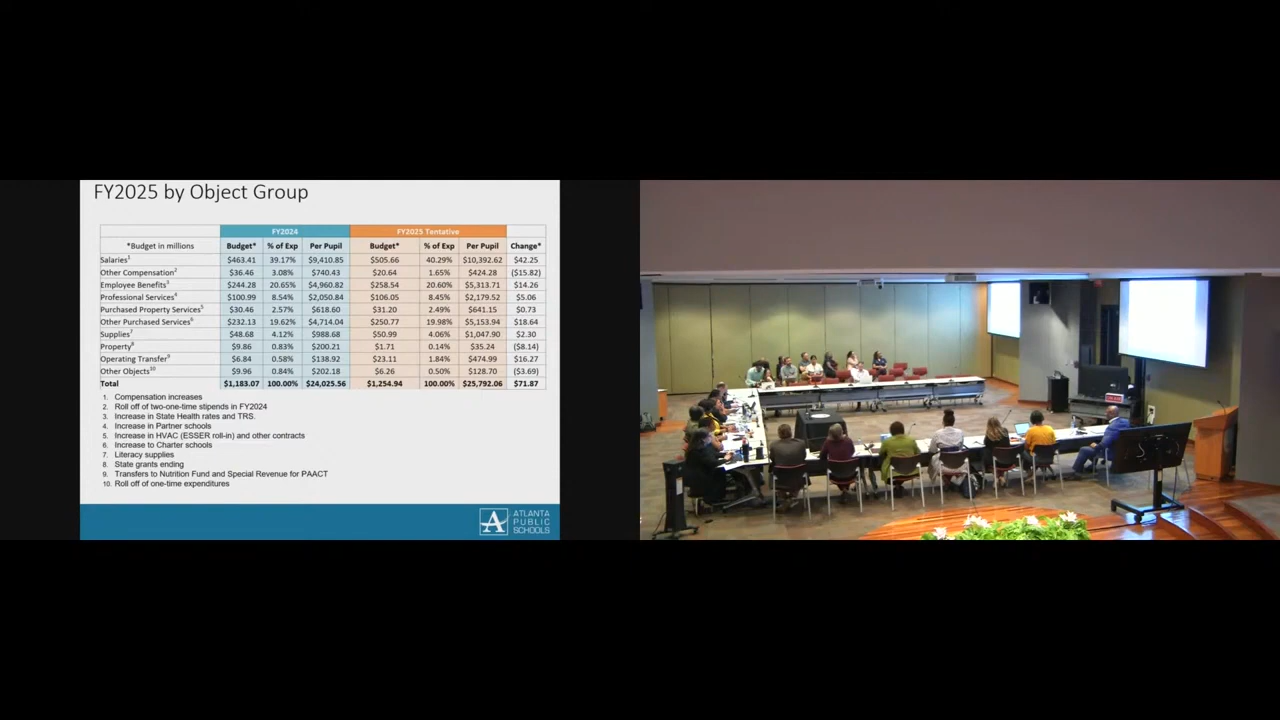 FY2025 by Object Group
FY2024 FY2025 Tentative
*Budget in millions Budget* % of Exp Per Pupil Budget* % of Exp Per Pupil Change*
Salaries1 $463.41 39.17% $9,410.85 $505.66 40.29% $10,392.62 $42.25
Other Compensation2 $36.46 3.08% $740.43 $20.64 1.65% $424.28 ($15.82)
Employee Benefits3 $244.28 20.65% $4,960.82 $258.54 20.60% $5,313.71 $14.26
Professional Services4 $100.99 8.54% $2,050.84 $106.05 8.45% $2,179.52 $5.06
Purchased Property Services5 $30.46 2.57% $618.60 $31.20 2.49% $641.15 $0.73
Other Purchased Services6 $232.13 19.62% $4,714.04 $250.77 19.98% $5,153.94 $18.64
Supplies7 $48.68 4.12% $988.68 $50.99 4.06% $1,047.90 $2.30
Property8 $9.86 0.83% $200.21 $1.71 0.14% $35.24 ($8.14)
Operating Transfer9 $6.84 0.58% $138.92 $23.11 1.84% $474.99 $16.27
Other Objects10 $9.96 0.84% $202.18 $6.26 0.50% $128.70 ($3.69)
Total $1,183.07 100.00% $24,025.56 $1,254.94 100.00% $25,792.06 $71.87
1. Compensation increases
2. Roll off of two-one-time stipends in FY2024
3. Increase in State Health rates and TRS.
4. Increase in Partner schools
5. Increase in HVAC (ESSER roll-in) and other contracts
6. Increase to Charter schools
7. Literacy supplies
8. State grants ending
9. Transfers to Nutrition Fund and Special Revenue for PAACT
10. Roll off of one-time expenditures
A
ATLANTA
PUBLIC
SCHOOLS